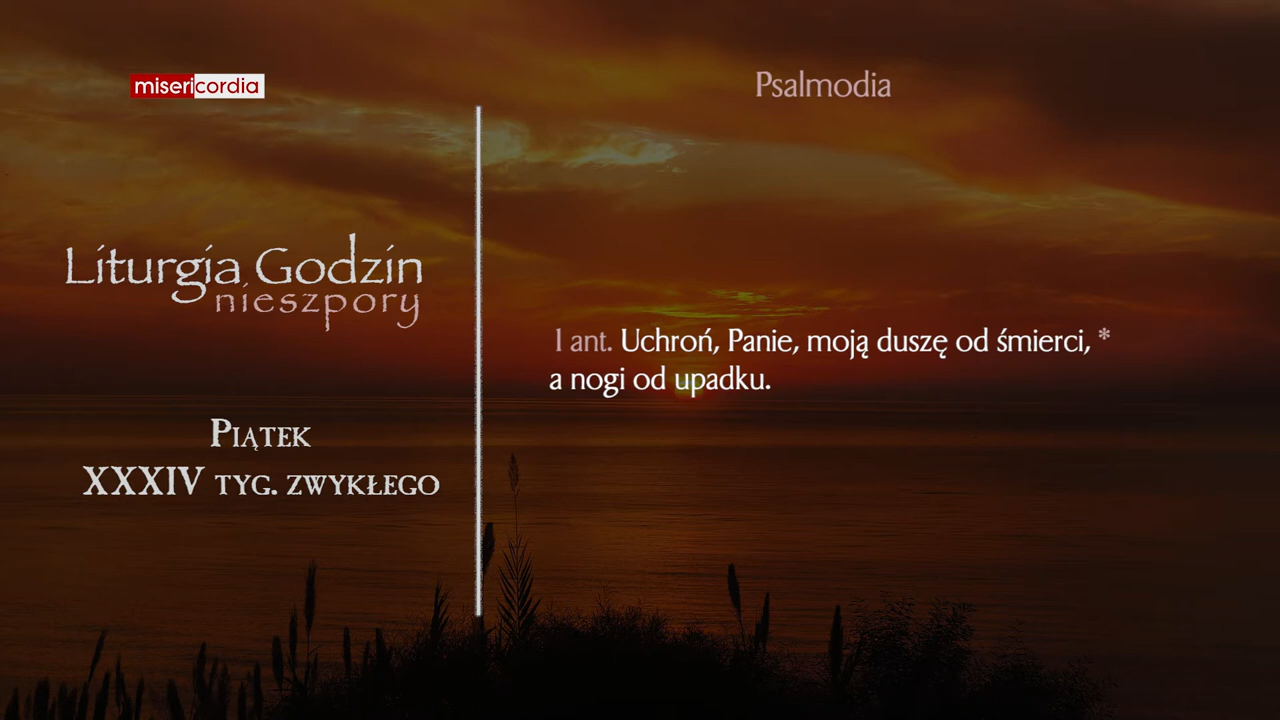 misericordia
Psalmodia
Liturgia Godzin
nieszpory
1 ant. Uchroń, Panie, moją duszę od śmierci, *
a nogi od upadku.
Piątek
XXXIV tyg. zwykłego